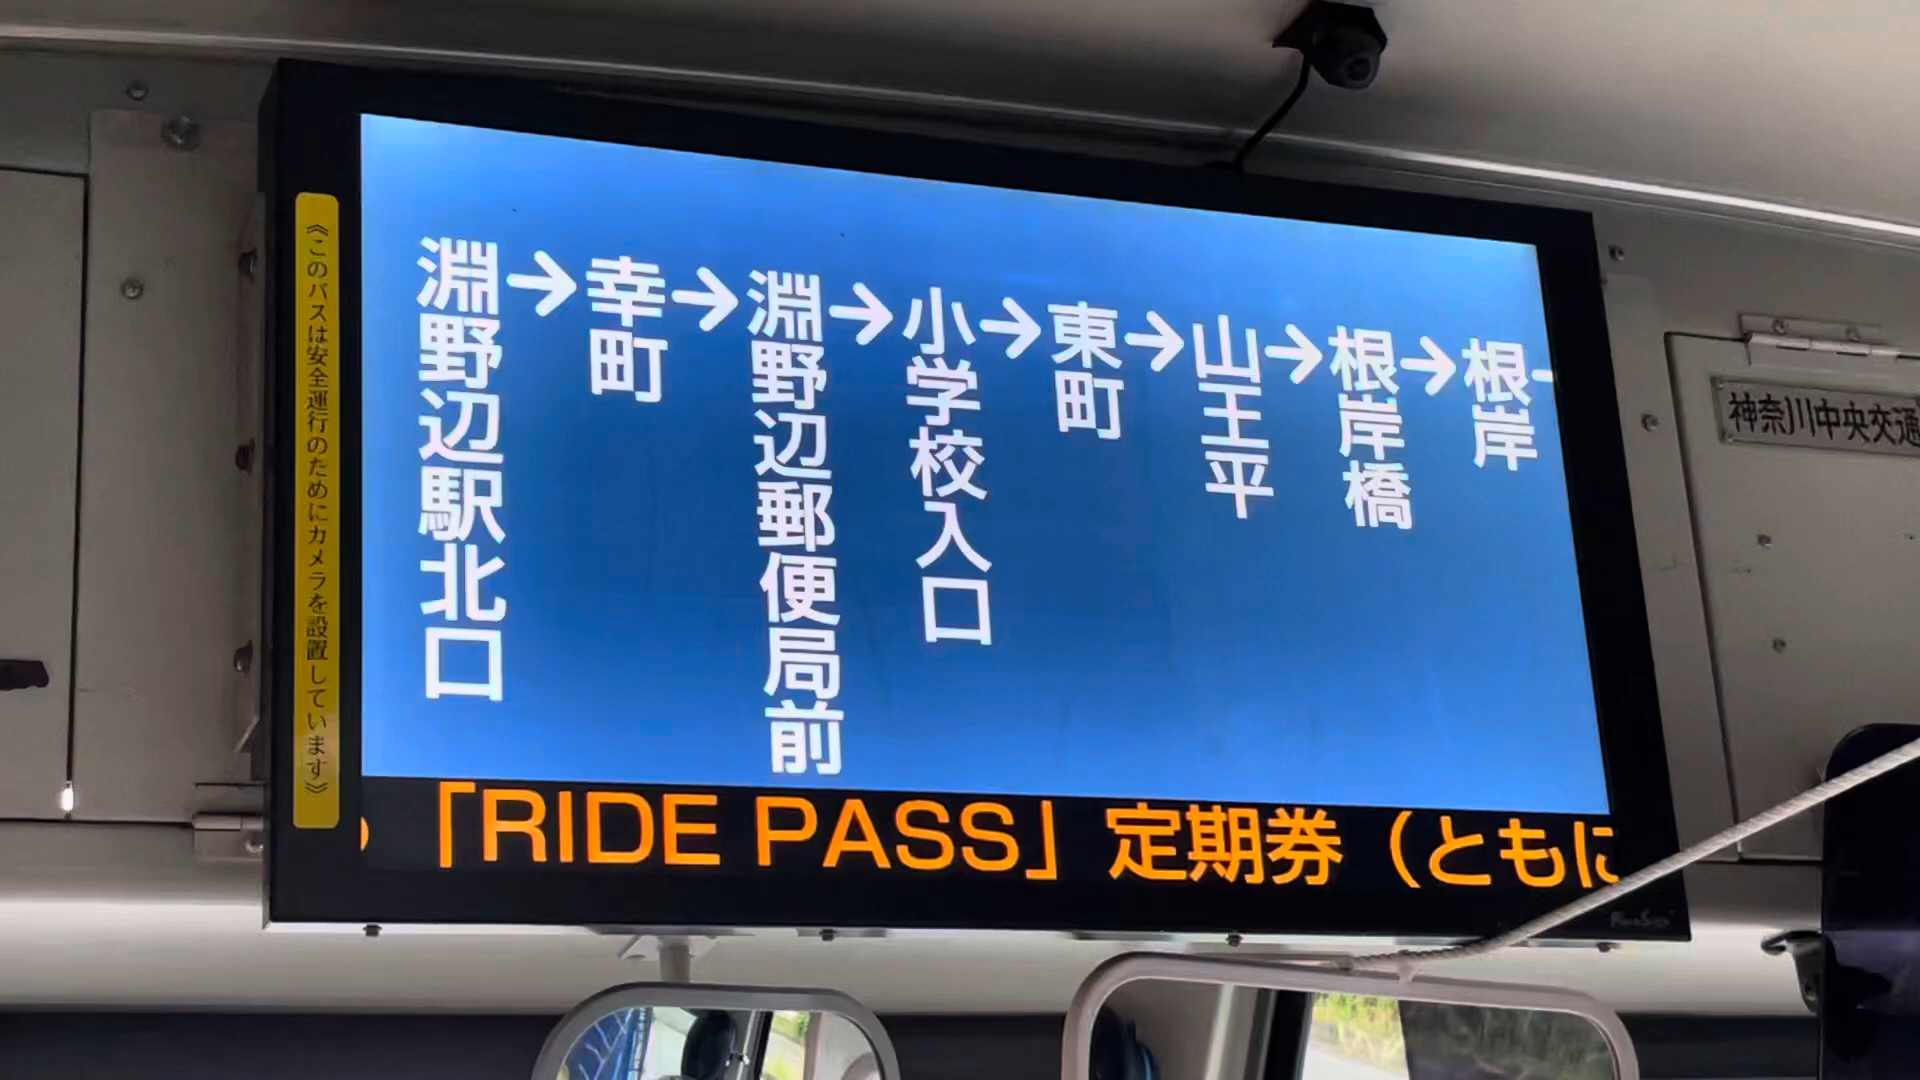 《このバスは安全運行のためにカメラを設置しています》
淵野辺駅北口→幸町→淵野辺郵便局前→小学校入口→東町→山王平→根岸橋→根岸
「RIDE PASS」定期券（ともに
神奈川中央交通